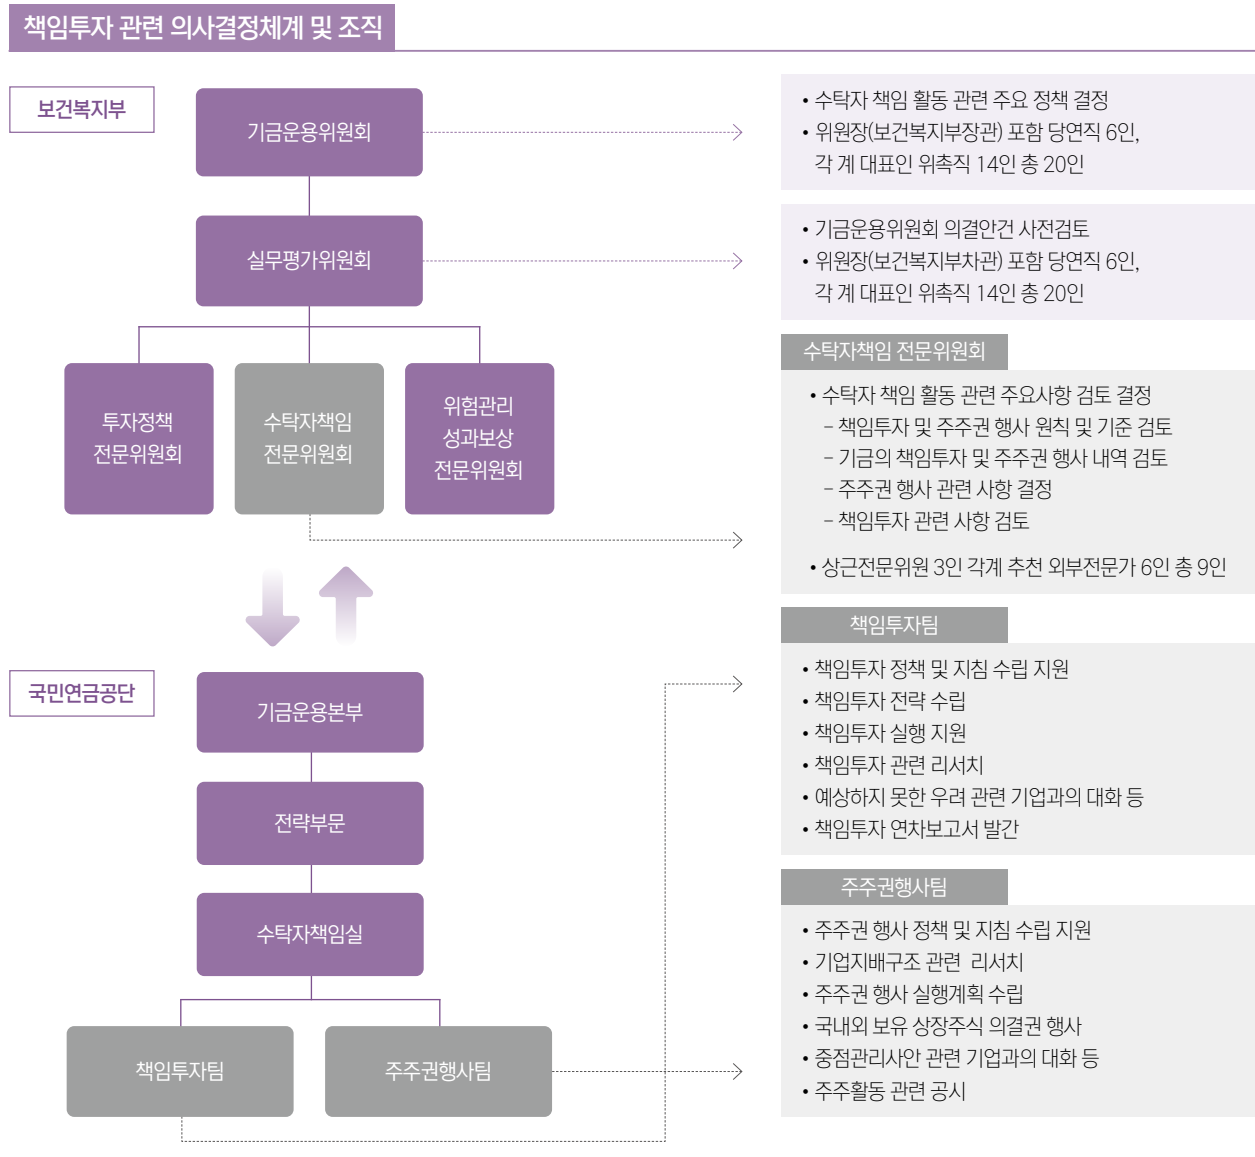 책임투자 관련 의사결정체계 및 조직
보건복지부
기금운용위원회
• 수탁자 책임 활동 관련 주요 정책 결정
• 위원장(보건복지부장관) 포함 당연직 6인,
각 계 대표인 위촉직 14인 총 20인
실무평가위원회
• 기금운용위원회 의결안건 사전검토
• 위원장(보건복지부차관) 포함 당연직 6인,
각 계 대표인 위촉직 14인 총 20인
투자정책
전문위원회
수탁자책임
전문위원회
위험관리
성과보상
전문위원회
수탁자책임 전문위원회
• 수탁자 책임 활동 관련 주요사항 검토 결정
– 책임투자 및 주주권 행사 원칙 및 기준 검토
– 기금의 책임투자 및 주주권 행사 내역 검토
– 주주권 행사 관련 사항 결정
– 책임투자 관련 사항 검토
• 상근전문위원 3인 각계 추천 외부전문가 6인 총 9인
국민연금공단
기금운용본부
전략부문
수탁자책임실
책임투자팀
주주권행사팀
책임투자팀
• 책임투자 정책 및 지침 수립 지원
• 책임투자 전략 수립
• 책임투자 실행 지원
• 책임투자 관련 리서치
• 예상하지 못한 우려 관련 기업과의 대화 등
• 책임투자 연차보고서 발간
주주권행사팀
• 주주권 행사 정책 및 지침 수립 지원
• 기업지배구조 관련 리서치
• 주주권 행사 실행계획 수립
• 국내외 보유 상장주식 의결권 행사
• 중점관리사안 관련 기업과의 대화 등
• 주주활동 관련 공시